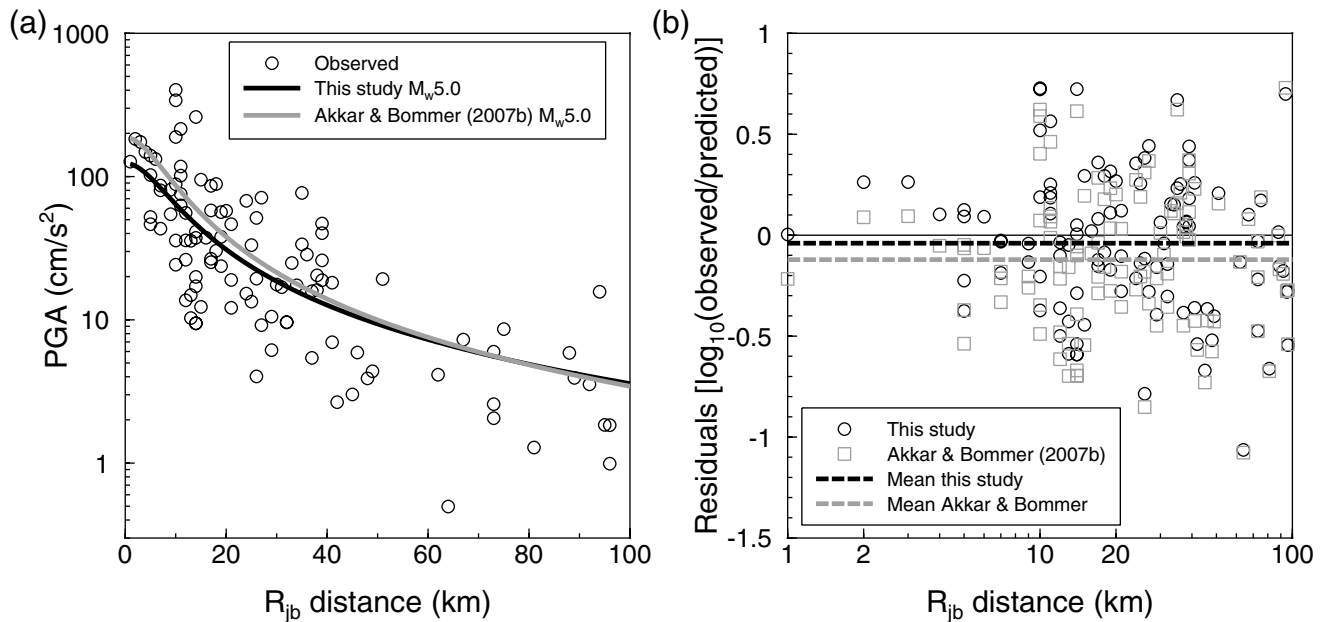 (a)
1000
100
10
1
PGA (cm/s²)
Observed
This study Mw5.0
Akkar & Bommer (2007b) Mw5.0
0 20 40 60 80 100
Rjb distance (km)
(b)
1
0.5
0
-0.5
-1
-1.5
Residuals [log10(observed/predicted)]
This study
Akkar & Bommer (2007b)
Mean this study
Mean Akkar & Bommer
1 2 10 20 100
Rjb distance (km)